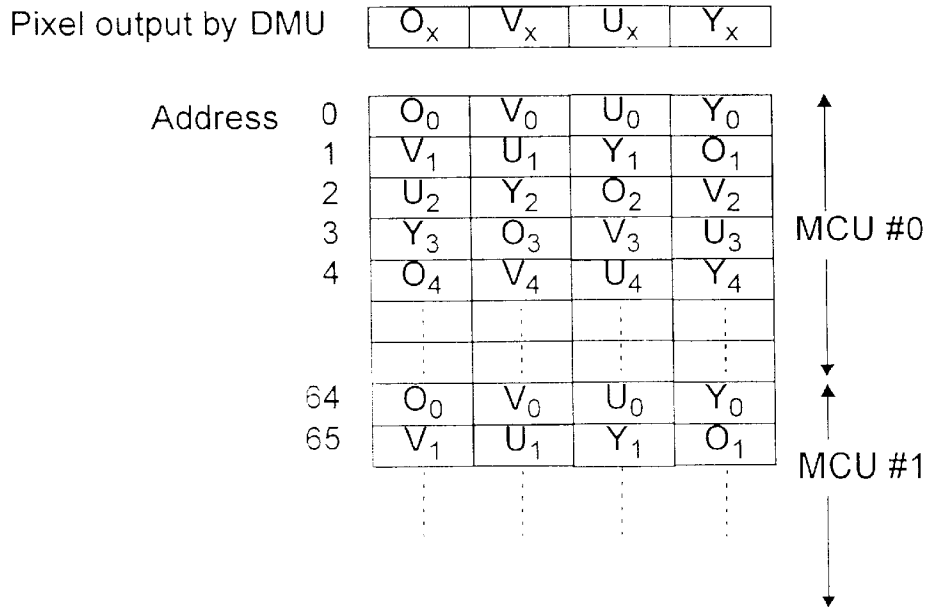 Pixel output by DMU Oₓ Vₓ Uₓ Yₓ
Address 0 O₀ V₀ U₀ Y₀
1 V₁ U₁ Y₁ O₁
2 U₂ Y₂ O₂ V₂
3 Y₃ O₃ V₃ U₃
MCU #0
4 O₄ V₄ U₄ Y₄
64 O₀ V₀ U₀ Y₀
65 V₁ U₁ Y₁ O₁
MCU #1